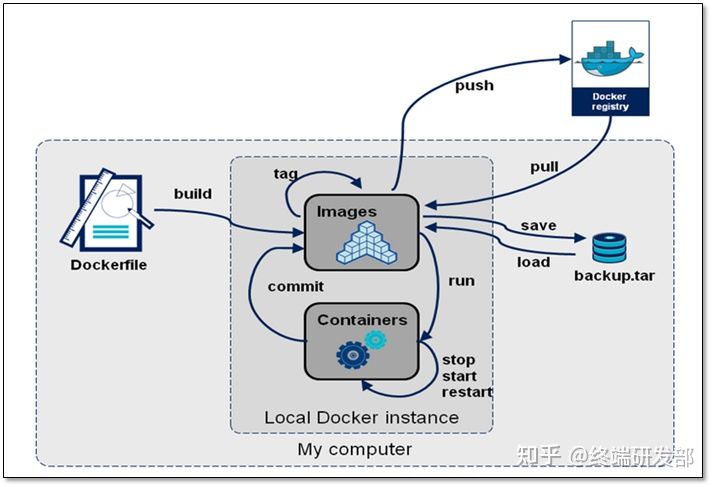 push
Docker
registry
pull
tag
build
Images
save
load
Dockerfile
backup.tar
commit
run
Containers
stop
start
restart
Local Docker instance
My computer
知乎 @终端研发部